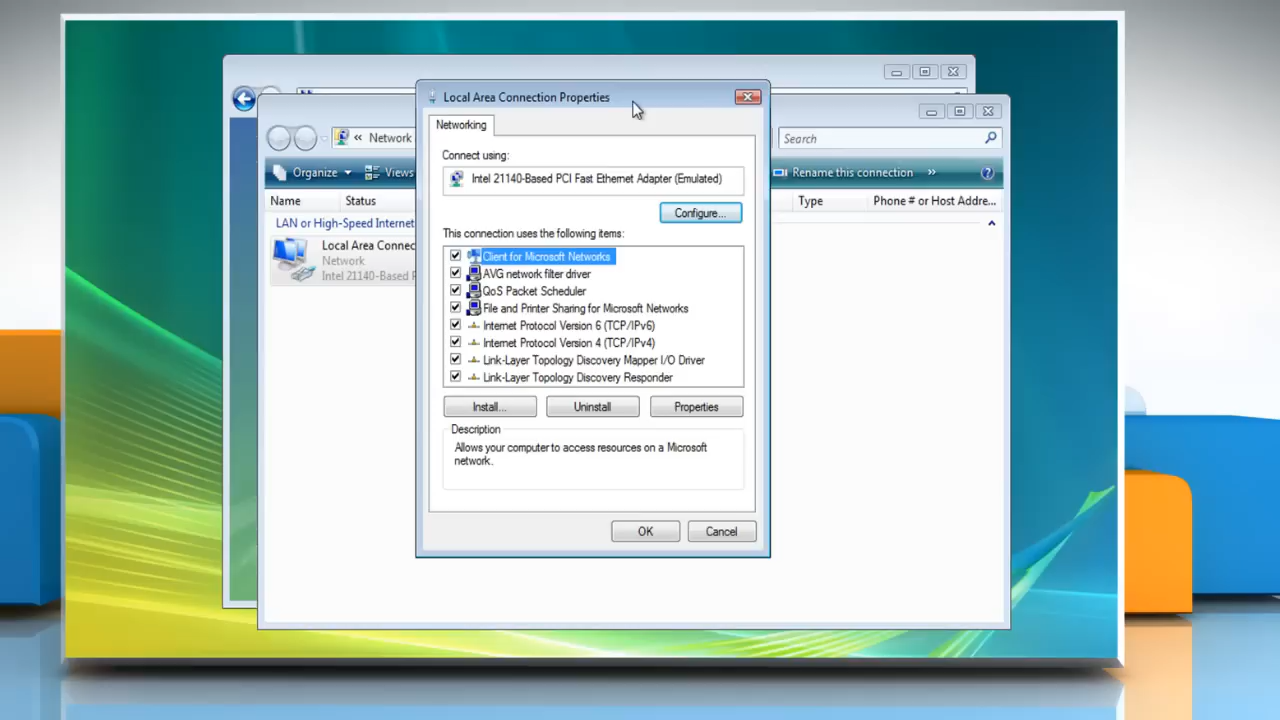 Local Area Connection Properties
Networking
« Network
Search
Organize
Views
Rename this connection
»
Name
Status
Type
Phone # or Host Addre...
LAN or High-Speed Internet
Local Area Connec
Network
Intel 21140-Based P
Connect using:
Intel 21140-Based PCI Fast Ethernet Adapter (Emulated)
Configure...
This connection uses the following items:
Client for Microsoft Networks
AVG network filter driver
QoS Packet Scheduler
File and Printer Sharing for Microsoft Networks
Internet Protocol Version 6 (TCP/IPv6)
Internet Protocol Version 4 (TCP/IPv4)
Link-Layer Topology Discovery Mapper I/O Driver
Link-Layer Topology Discovery Responder
Install...
Uninstall
Properties
Description
Allows your computer to access resources on a Microsoft
network.
OK
Cancel